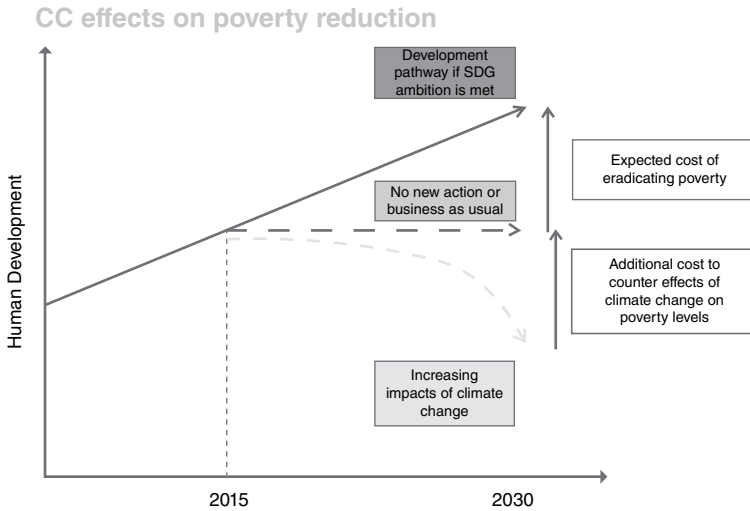 CC effects on poverty reduction
Development
pathway if SDG
ambition is met
Expected cost of
eradicating poverty
No new action or
business as usual
Human Development
Additional cost to
counter effects of
climate change on
poverty levels
Increasing
impacts of climate
change
2015
2030